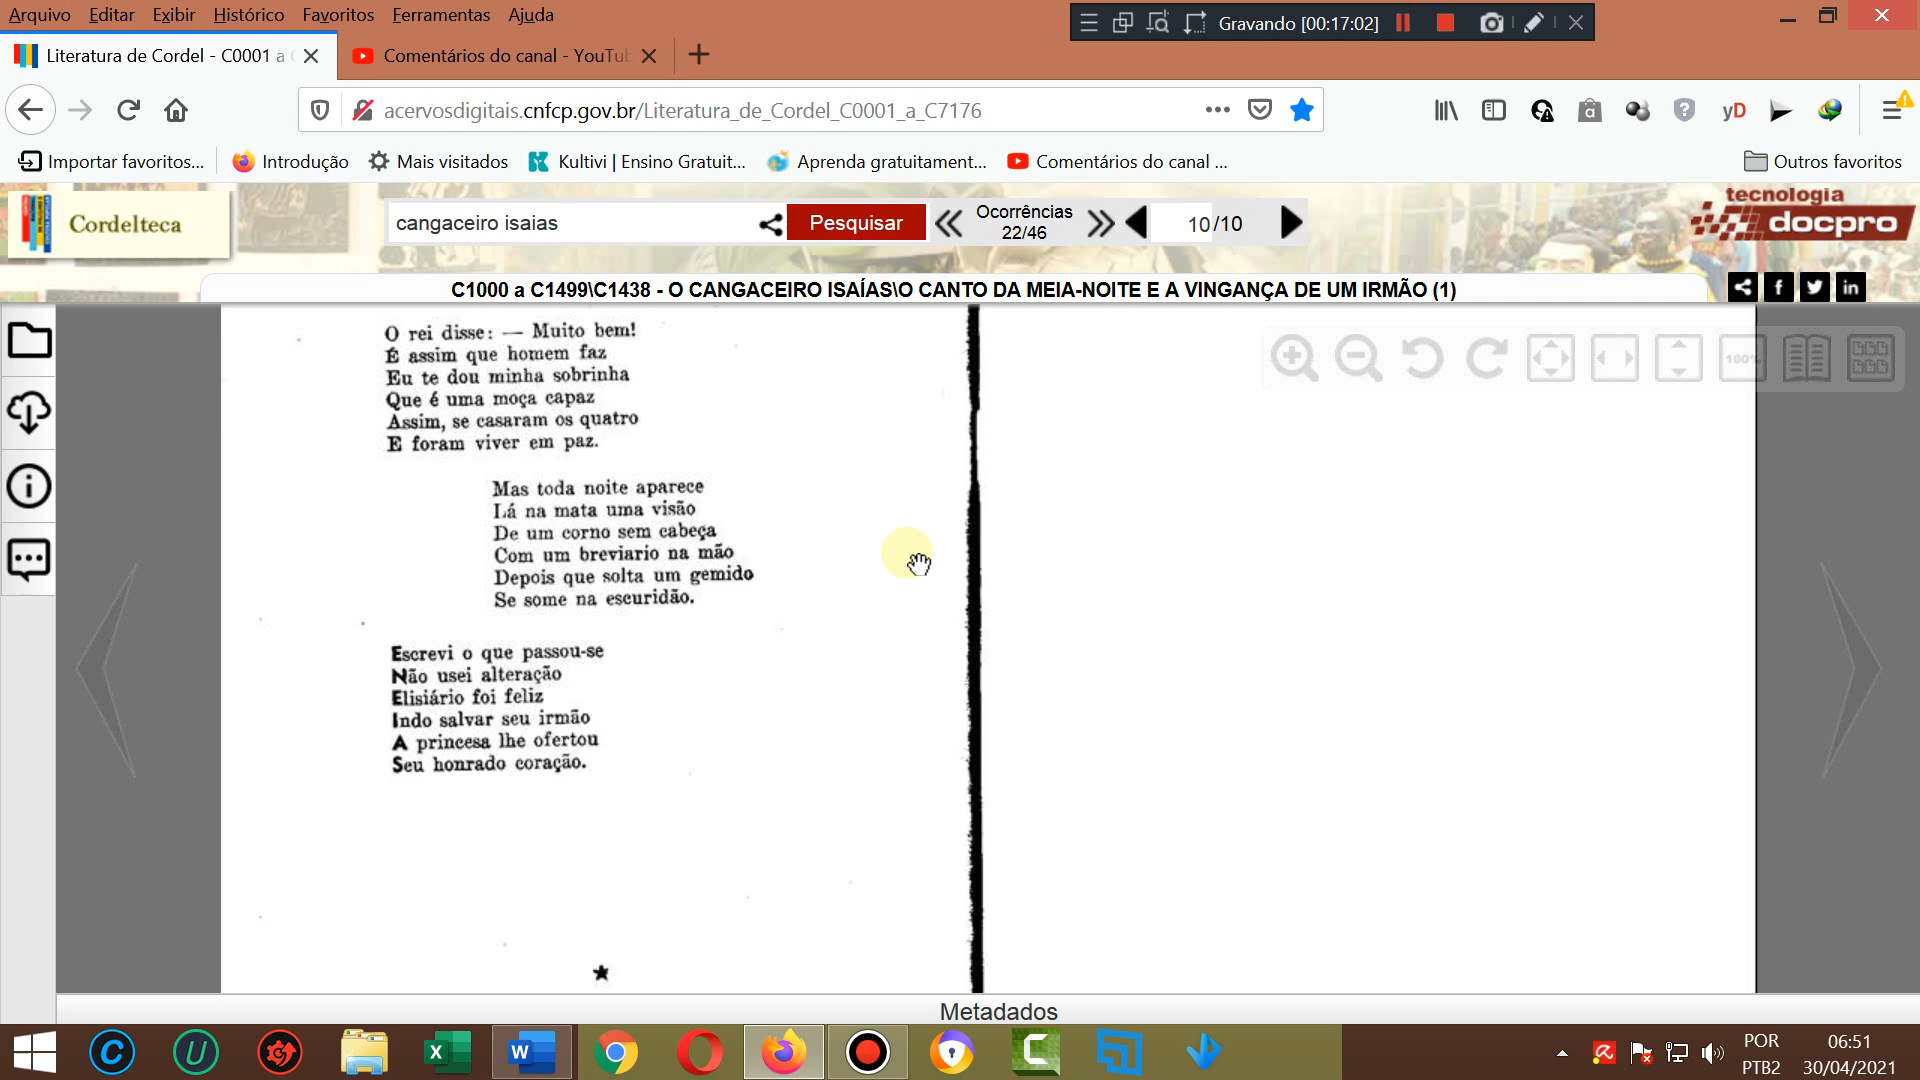 Arquivo Editar Exibir Histórico Favoritos Ferramentas Ajuda
Gravando [00:17:02]
Literatura de Cordel - C0001 a
Comentários do canal - YouTu
acervosdigitais.cnfcp.gov.br/Literatura_de_Cordel_C0001_a_C7176
yD
Importar favoritos... Introdução Mais visitados Kultivi | Ensino Gratuit... Aprenda gratuitament... Comentários do canal ... Outros favoritos
Cordelteca
cangaceiro isaias
Pesquisar
Ocorrências
22/46
10/10
tecnologia
docpro
C1000 a C1499\C1438 - O CANGACEIRO ISAÍAS\O CANTO DA MEIA-NOITE E A VINGANÇA DE UM IRMÃO (1)
100%
O rei disse: — Muito bem!
É assim que homem faz
Eu te dou minha sobrinha
Que é uma moça capaz
Assim, se casaram os quatro
E foram viver em paz.
Mas toda noite aparece
Lá na mata uma visão
De um corno sem cabeça
Com um breviario na mão
Depois que solta um gemido
Se some na escuridão.
Escrevi o que passou-se
Não usei alteração
Elisiário foi feliz
Indo salvar seu irmão
A princesa lhe ofertou
Seu honrado coração.
Metadados
POR
PTB2
06:51
30/04/2021